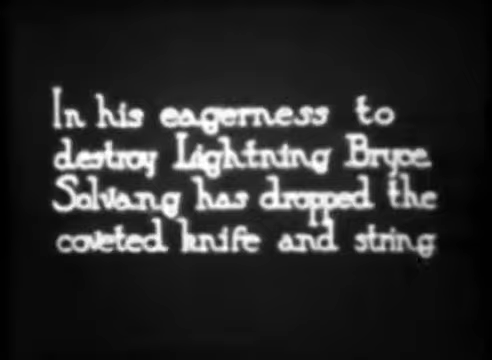 In his eagerness to
destroy Lightning Bryce
Solvang has dropped the
coveted knife and string